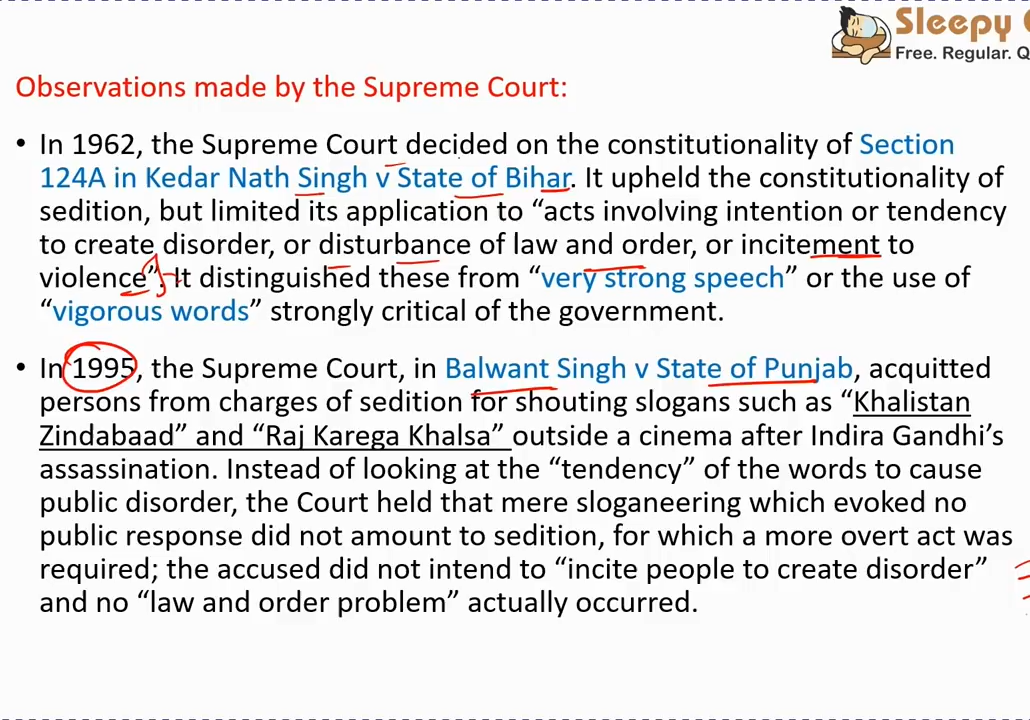 Sleepy
Free. Regular. Q
Observations made by the Supreme Court:
• In 1962, the Supreme Court decided on the constitutionality of Section
124A in Kedar Nath Singh v State of Bihar. It upheld the constitutionality of
sedition, but limited its application to “acts involving intention or tendency
to create disorder, or disturbance of law and order, or incitement to
violence”. It distinguished these from “very strong speech” or the use of
“vigorous words” strongly critical of the government.
• In 1995, the Supreme Court, in Balwant Singh v State of Punjab, acquitted
persons from charges of sedition for shouting slogans such as “Khalistan
Zindabaad” and “Raj Karega Khalsa” outside a cinema after Indira Gandhi’s
assassination. Instead of looking at the “tendency” of the words to cause
public disorder, the Court held that mere sloganeering which evoked no
public response did not amount to sedition, for which a more overt act was
required; the accused did not intend to “incite people to create disorder”
and no “law and order problem” actually occurred.